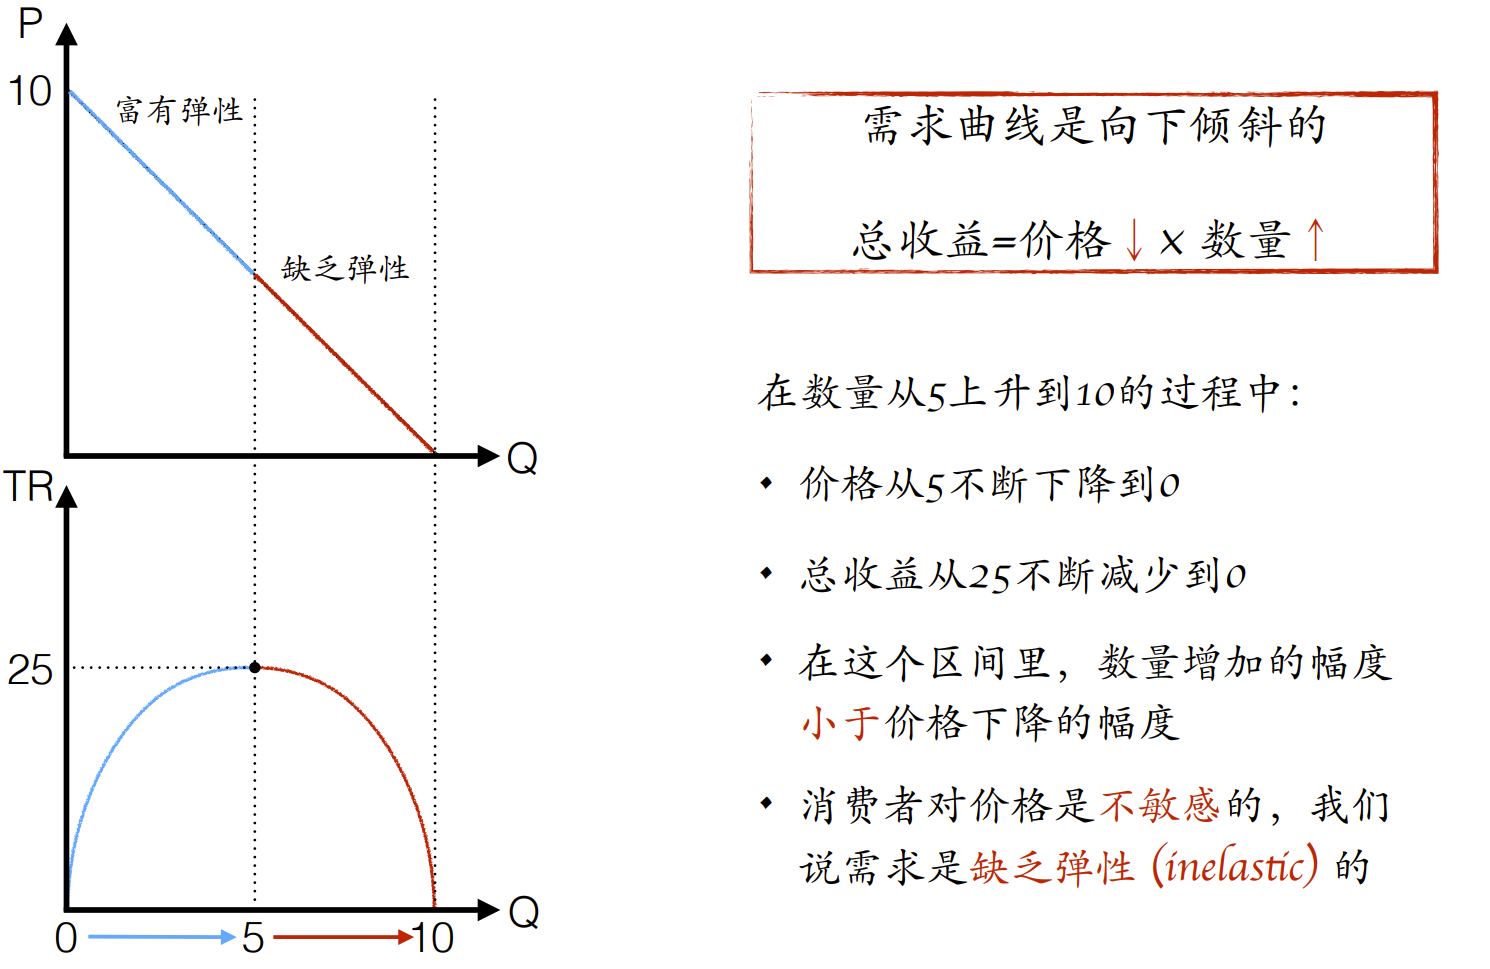 P
10
富有弹性
缺乏弹性
Q
TR
25
Q
0
5
10
需求曲线是向下倾斜的
总收益=价格↓× 数量↑
在数量从5上升到10的过程中：
• 价格从5不断下降到0
• 总收益从25不断减少到0
• 在这个区间里，数量增加的幅度
小于价格下降的幅度
• 消费者对价格是不敏感的，我们
说需求是缺乏弹性 (inelastic) 的